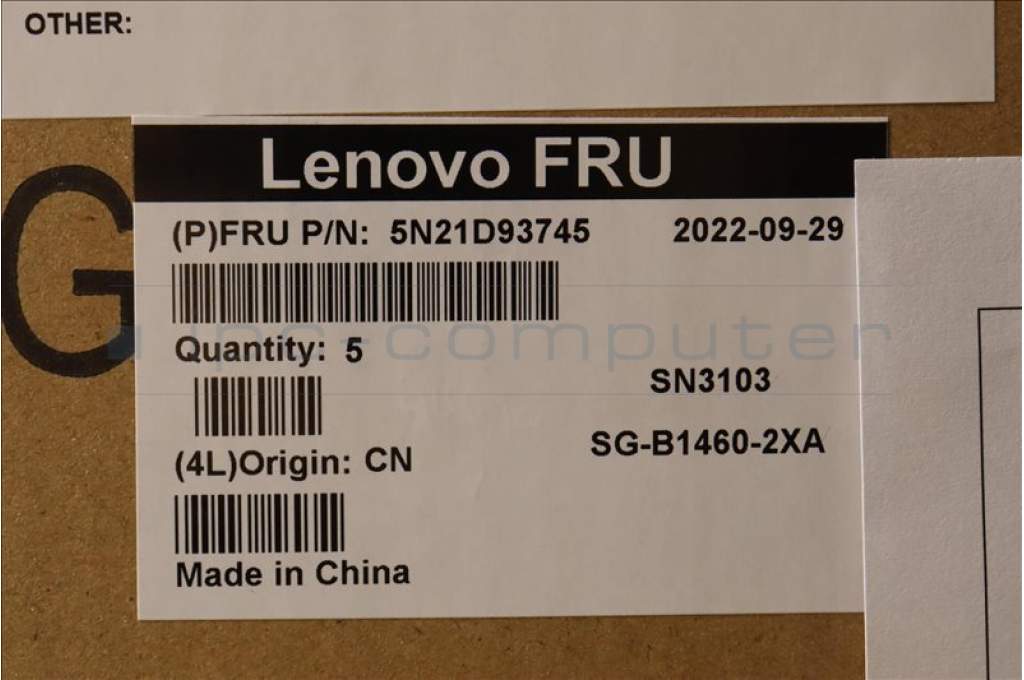 OTHER:
G
Lenovo FRU
(P)FRU P/N: 5N21D93745 2022-09-29
Quantity: 5
ipc-computer
SN3103
SG-B1460-2XA
(4L)Origin: CN
Made in China